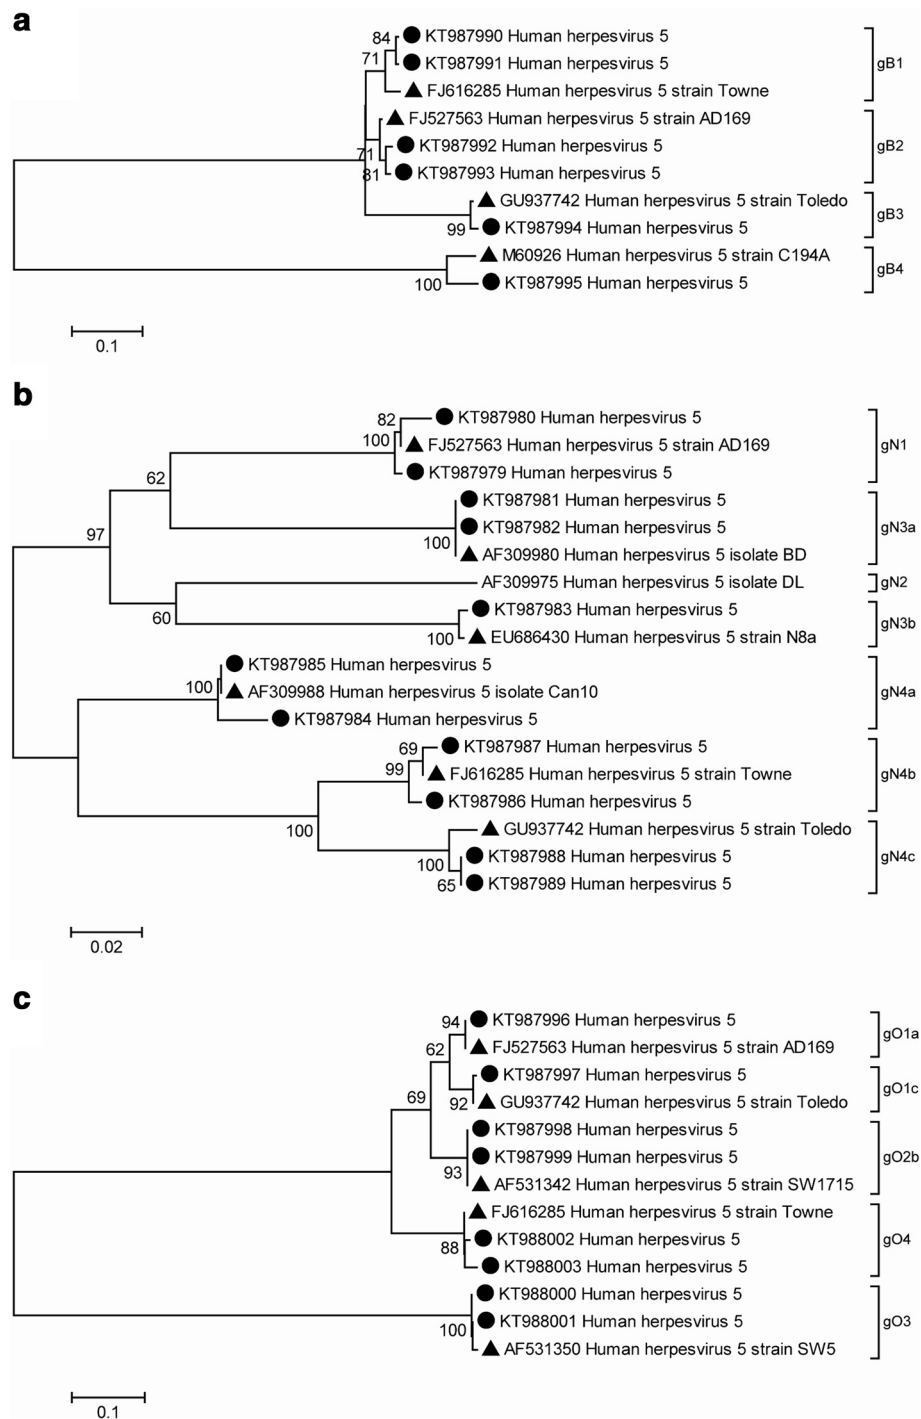 a
84
KT987990 Human herpesvirus 5
71
KT987991 Human herpesvirus 5
gB1
FJ616285 Human herpesvirus 5 strain Towne
FJ527563 Human herpesvirus 5 strain AD169
71
KT987992 Human herpesvirus 5
gB2
81
KT987993 Human herpesvirus 5
GU937742 Human herpesvirus 5 strain Toledo
gB3
99
KT987994 Human herpesvirus 5
M60926 Human herpesvirus 5 strain C194A
gB4
100
KT987995 Human herpesvirus 5
0.1
b
82
KT987980 Human herpesvirus 5
100
FJ527563 Human herpesvirus 5 strain AD169
gN1
KT987979 Human herpesvirus 5
62
KT987981 Human herpesvirus 5
97
KT987982 Human herpesvirus 5
gN3a
100
AF309980 Human herpesvirus 5 isolate BD
AF309975 Human herpesvirus 5 isolate DL
gN2
60
KT987983 Human herpesvirus 5
gN3b
100
EU686430 Human herpesvirus 5 strain N8a
KT987985 Human herpesvirus 5
100
AF309988 Human herpesvirus 5 isolate Can10
gN4a
KT987984 Human herpesvirus 5
69
KT987987 Human herpesvirus 5
99
FJ616285 Human herpesvirus 5 strain Towne
gN4b
KT987986 Human herpesvirus 5
100
GU937742 Human herpesvirus 5 strain Toledo
100
KT987988 Human herpesvirus 5
gN4c
65
KT987989 Human herpesvirus 5
0.02
c
94
KT987996 Human herpesvirus 5
gO1a
62
FJ527563 Human herpesvirus 5 strain AD169
KT987997 Human herpesvirus 5
gO1c
69
92
GU937742 Human herpesvirus 5 strain Toledo
KT987998 Human herpesvirus 5
KT987999 Human herpesvirus 5
gO2b
93
AF531342 Human herpesvirus 5 strain SW1715
FJ616285 Human herpesvirus 5 strain Towne
KT988002 Human herpesvirus 5
gO4
88
KT988003 Human herpesvirus 5
KT988000 Human herpesvirus 5
KT988001 Human herpesvirus 5
gO3
100
AF531350 Human herpesvirus 5 strain SW5
0.1